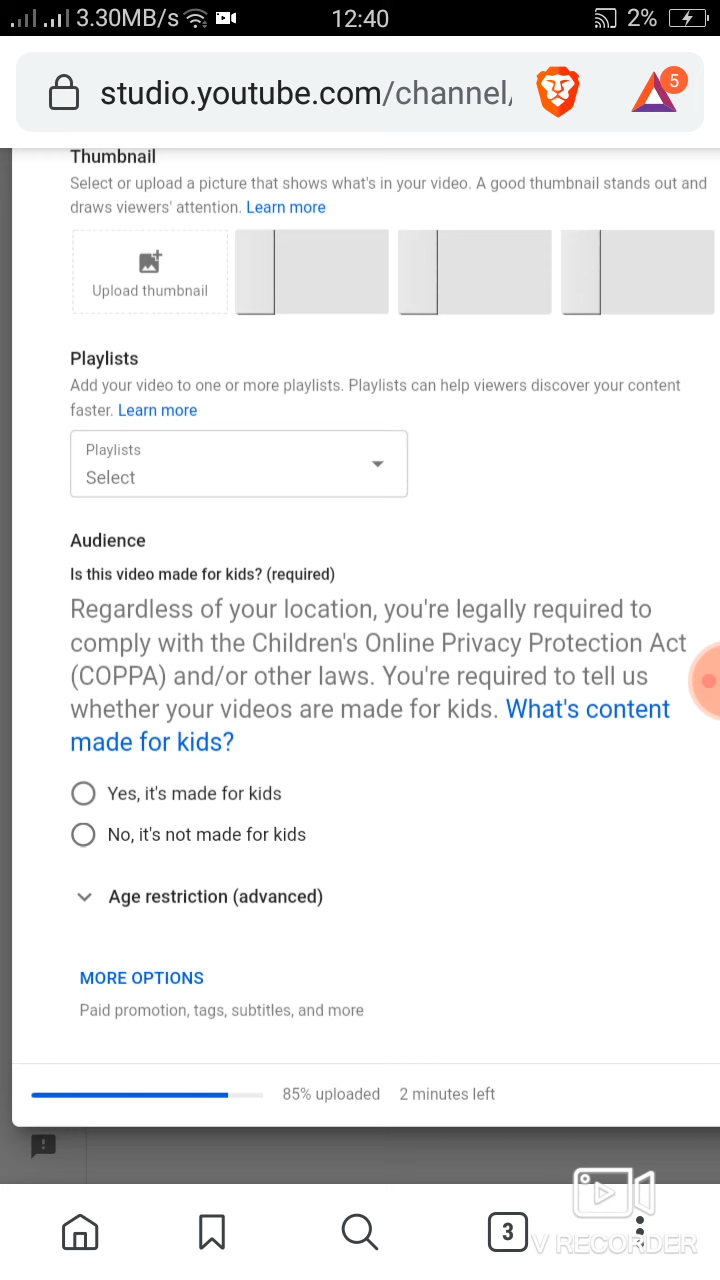 3.30MB/s 12:40 2%
studio.youtube.com/channel/ 5
Thumbnail
Select or upload a picture that shows what's in your video. A good thumbnail stands out and
draws viewers' attention. Learn more
Upload thumbnail
Playlists
Add your video to one or more playlists. Playlists can help viewers discover your content
faster. Learn more
Playlists
Select
Audience
Is this video made for kids? (required)
Regardless of your location, you're legally required to
comply with the Children's Online Privacy Protection Act
(COPPA) and/or other laws. You're required to tell us
whether your videos are made for kids. What's content
made for kids?
Yes, it's made for kids
No, it's not made for kids
Age restriction (advanced)
MORE OPTIONS
Paid promotion, tags, subtitles, and more
85% uploaded 2 minutes left
3
V RECORDER